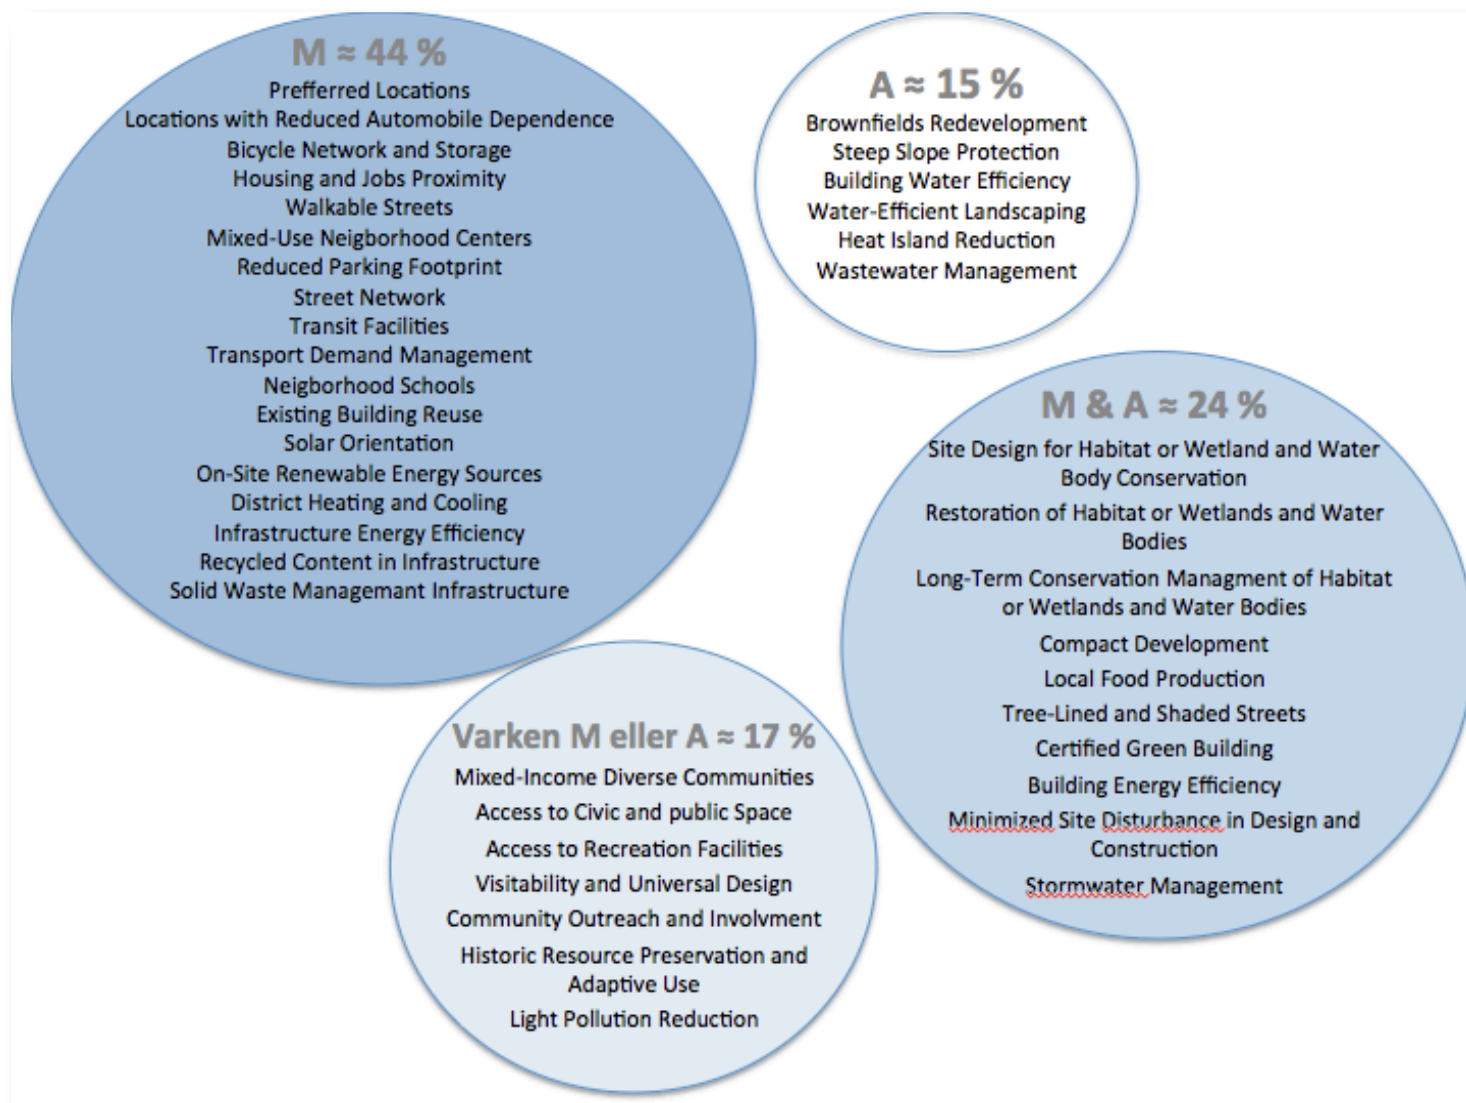 M ≈ 44 %
Prefferred Locations
Locations with Reduced Automobile Dependence
Bicycle Network and Storage
Housing and Jobs Proximity
Walkable Streets
Mixed-Use Neigborhood Centers
Reduced Parking Footprint
Street Network
Transit Facilities
Transport Demand Management
Neigborhood Schools
Existing Building Reuse
Solar Orientation
On-Site Renewable Energy Sources
District Heating and Cooling
Infrastructure Energy Efficiency
Recycled Content in Infrastructure
Solid Waste Managemant Infrastructure
A ≈ 15 %
Brownfields Redevelopment
Steep Slope Protection
Building Water Efficiency
Water-Efficient Landscaping
Heat Island Reduction
Wastewater Management
M & A ≈ 24 %
Site Design for Habitat or Wetland and Water
Body Conservation
Restoration of Habitat or Wetlands and Water
Bodies
Long-Term Conservation Managment of Habitat
or Wetlands and Water Bodies
Compact Development
Local Food Production
Tree-Lined and Shaded Streets
Certified Green Building
Building Energy Efficiency
Minimized Site Disturbance in Design and
Construction
Stormwater Management
Varken M eller A ≈ 17 %
Mixed-Income Diverse Communities
Access to Civic and public Space
Access to Recreation Facilities
Visitability and Universal Design
Community Outreach and Involvment
Historic Resource Preservation and
Adaptive Use
Light Pollution Reduction